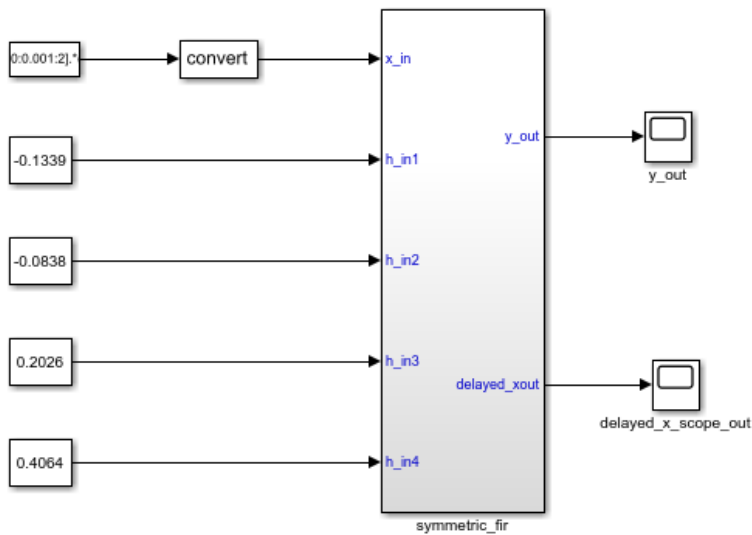 0:0.001:2].*
convert
x_in
-0.1339
h_in1
y_out
y_out
-0.0838
h_in2
0.2026
h_in3
delayed_xout
delayed_x_scope_out
0.4064
h_in4
symmetric_fir